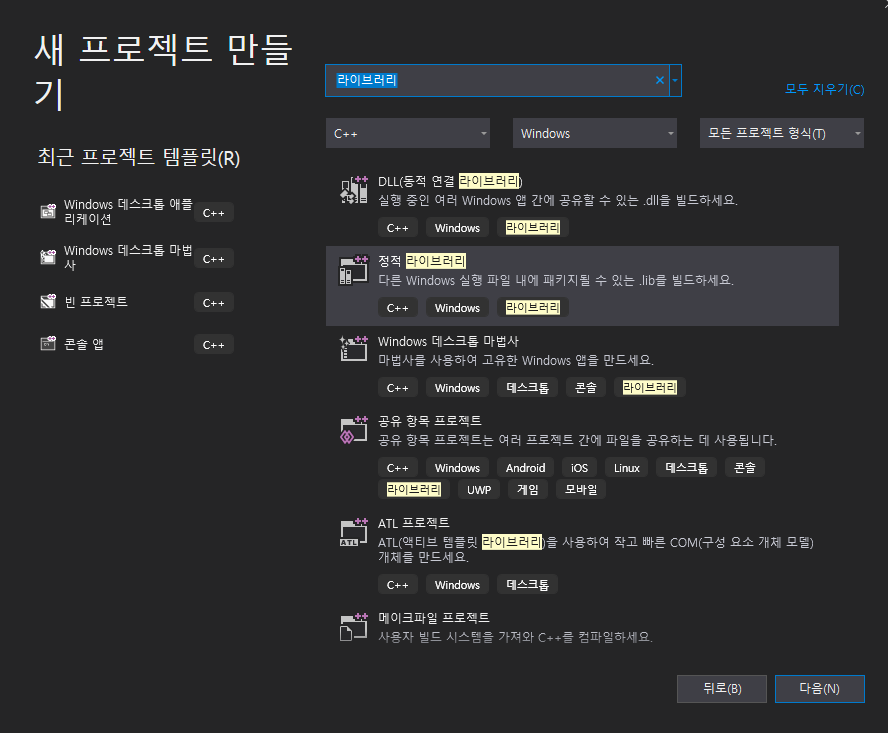 새 프로젝트 만들
기
최근 프로젝트 템플릿(R)
Windows 데스크톱 애플
리케이션
C++
Windows 데스크톱 마법
사
C++
빈 프로젝트
C++
콘솔 앱
C++
라이브러리
모두 지우기(C)
C++
Windows
모든 프로젝트 형식(T)
DLL(동적 연결 라이브러리)
실행 중인 여러 Windows 앱 간에 공유할 수 있는 .dll을 빌드하세요.
C++ Windows 라이브러리
정적 라이브러리
다른 Windows 실행 파일 내에 패키지될 수 있는 .lib를 빌드하세요.
C++ Windows 라이브러리
Windows 데스크톱 마법사
마법사를 사용하여 고유한 Windows 앱을 만드세요.
C++ Windows 데스크톱 콘솔 라이브러리
공유 항목 프로젝트
공유 항목 프로젝트는 여러 프로젝트 간에 파일을 공유하는 데 사용됩니다.
C++ Windows Android iOS Linux 데스크톱 콘솔
라이브러리 UWP 게임 모바일
ATL
ATL 프로젝트
ATL(액티브 템플릿 라이브러리)을 사용하여 작고 빠른 COM(구성 요소 개체 모델)
개체를 만드세요.
C++ Windows 데스크톱
메이크파일 프로젝트
사용자 빌드 시스템을 가져와 C++를 컴파일하세요.
뒤로(B)
다음(N)